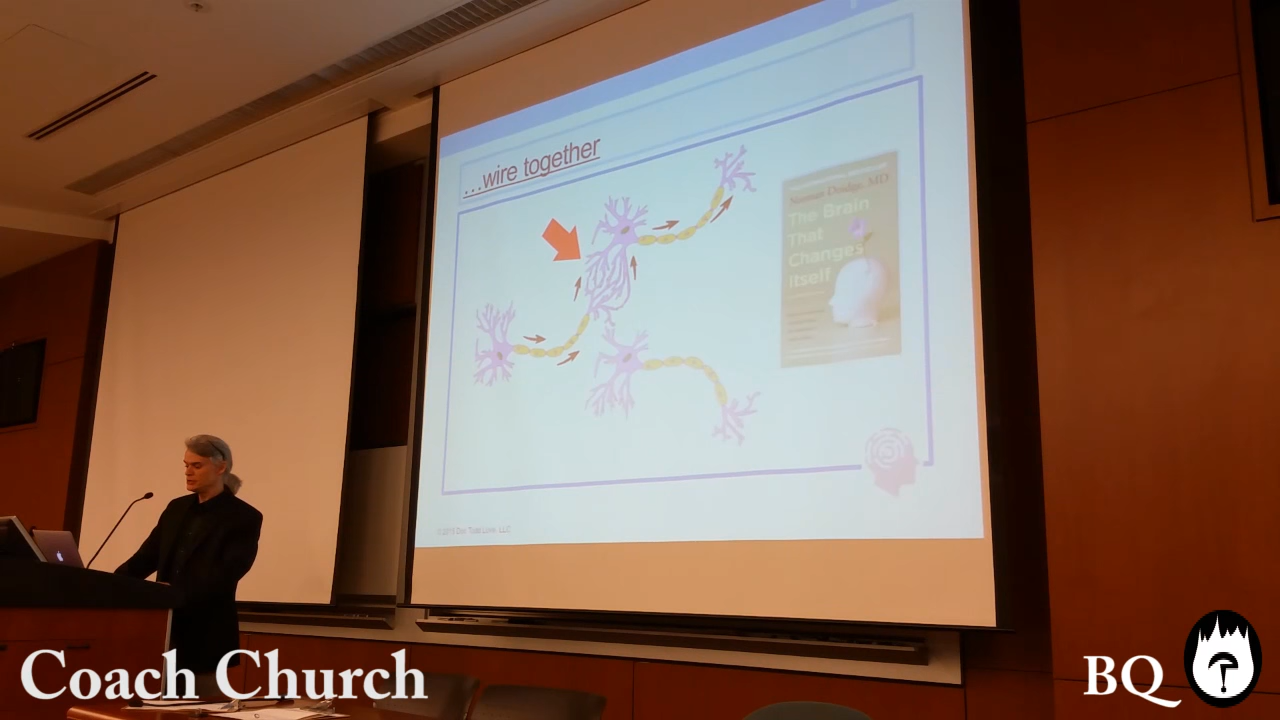 …wire together
Norman Doidge, MD
The Brain
That
Changes
Itself
Coach Church
BQ